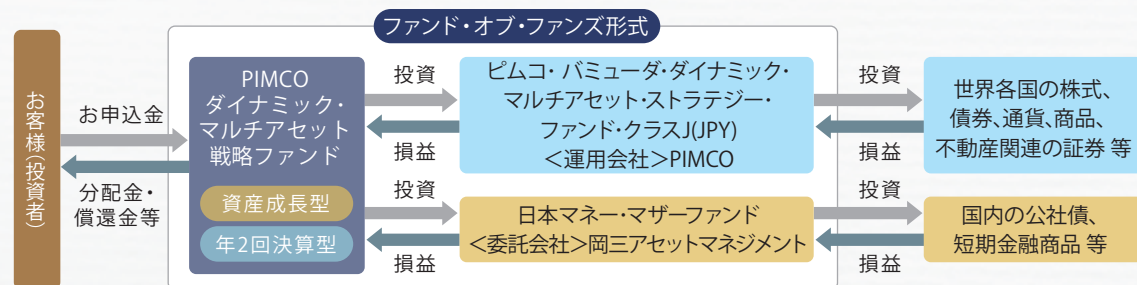 ファンド・オブ・ファンズ形式
お客様(投資者)
お申込金
分配金・
償還金等
PIMCO
ダイナミック・
マルチアセット
戦略ファンド
資産成長型
年2回決算型
投資
損益
投資
損益
ピムコ・バミューダ・ダイナミック・
マルチアセット・ストラテジー・
ファンド・クラスJ(JPY)
<運用会社>PIMCO
日本マネー・マザーファンド
<委託会社>岡三アセットマネジメント
投資
損益
投資
損益
世界各国の株式、
債券、通貨、商品、
不動産関連の証券 等
国内の公社債、
短期金融商品 等